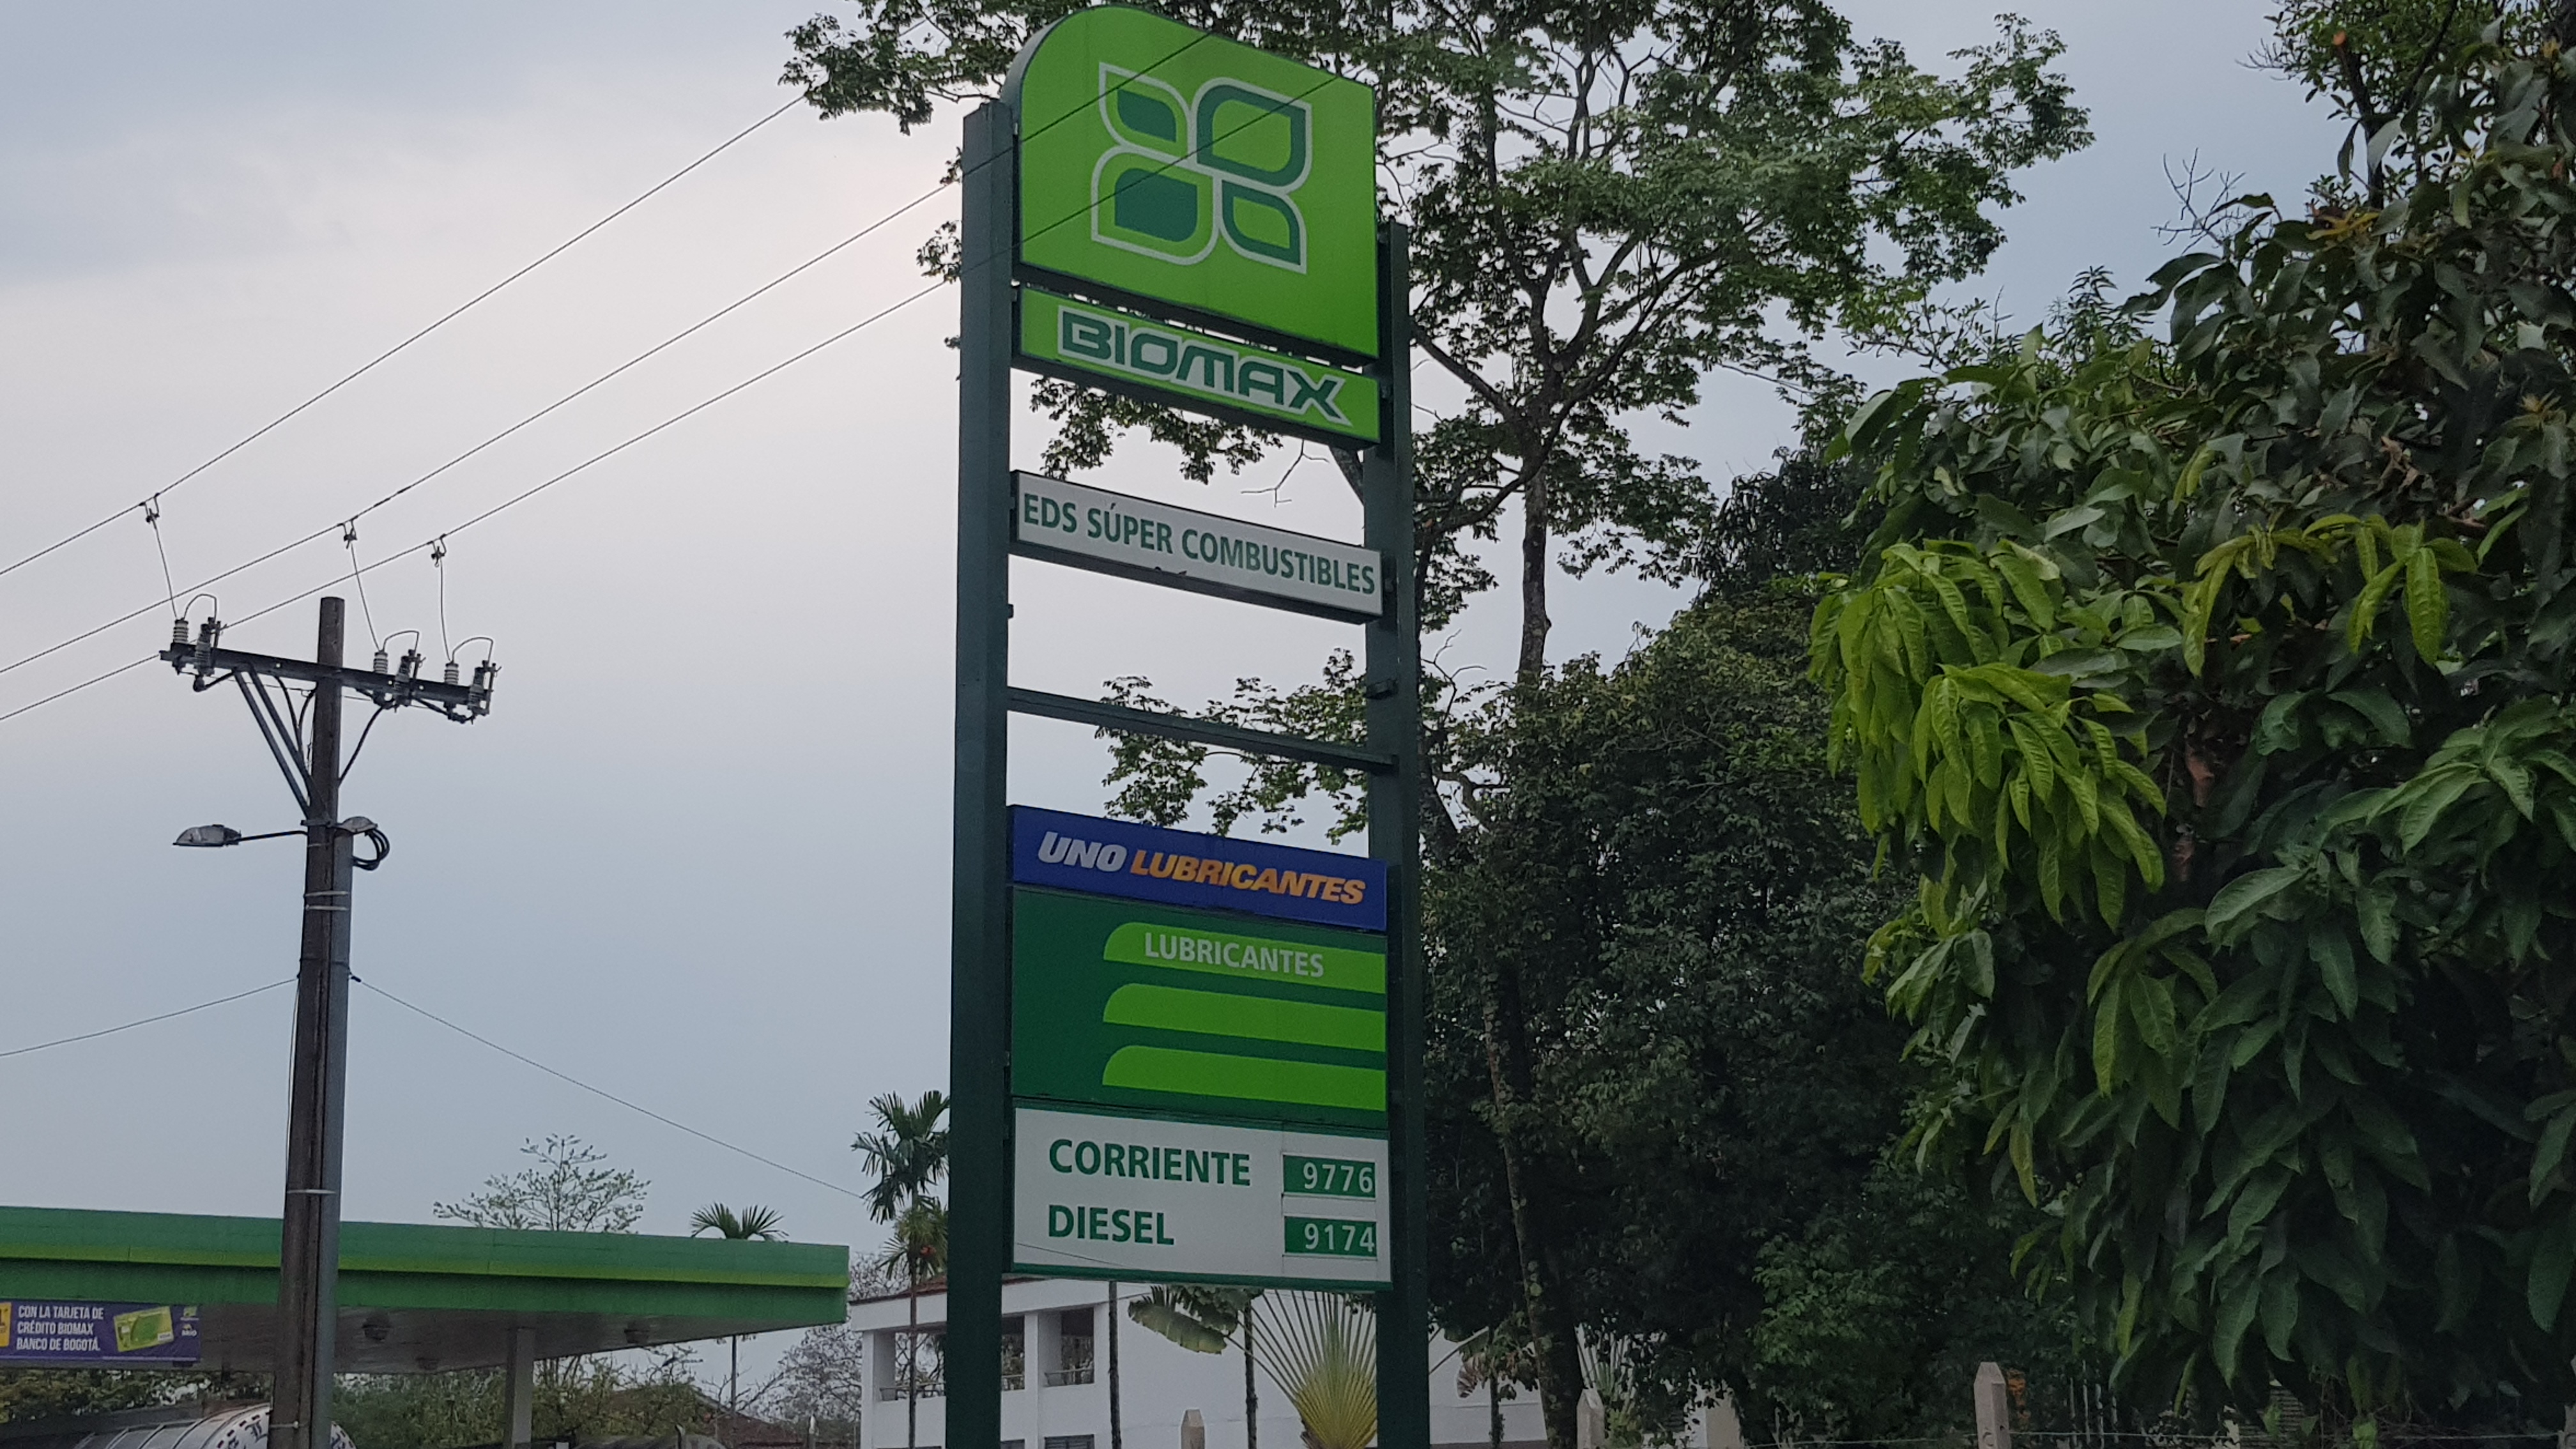 BIOMAX
EDS SÚPER COMBUSTIBLES
UNO LUBRICANTES
LUBRICANTES
CORRIENTE 9776
DIESEL 9174
CON LA TARJETA DE
CRÉDITO BIOMAX
BANCO DE BOGOTÁ.